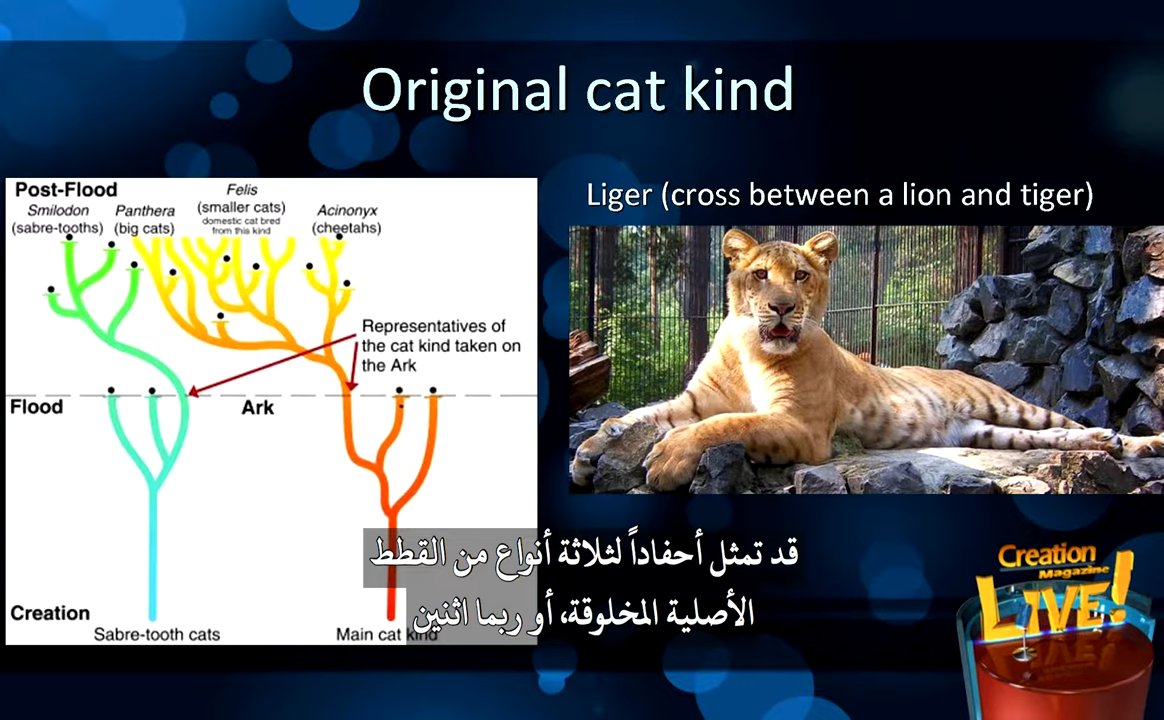 Original cat kind
Post-Flood
Smilodon
(sabre-tooths)
Panthera
(big cats)
Felis
(smaller cats)
domestic cat bred
from this kind
Acinonyx
(cheetahs)
Representatives of
the cat kind taken on
the Ark
Flood
Ark
Creation
Sabre-tooth cats
Main cat kind
Liger (cross between a lion and tiger)
قد تمثل أحفاداً لثلاثة أنواع من القطط
الأصلية المخلوقة، أو ربما اثنين
Creation
Magazine
LIVE!